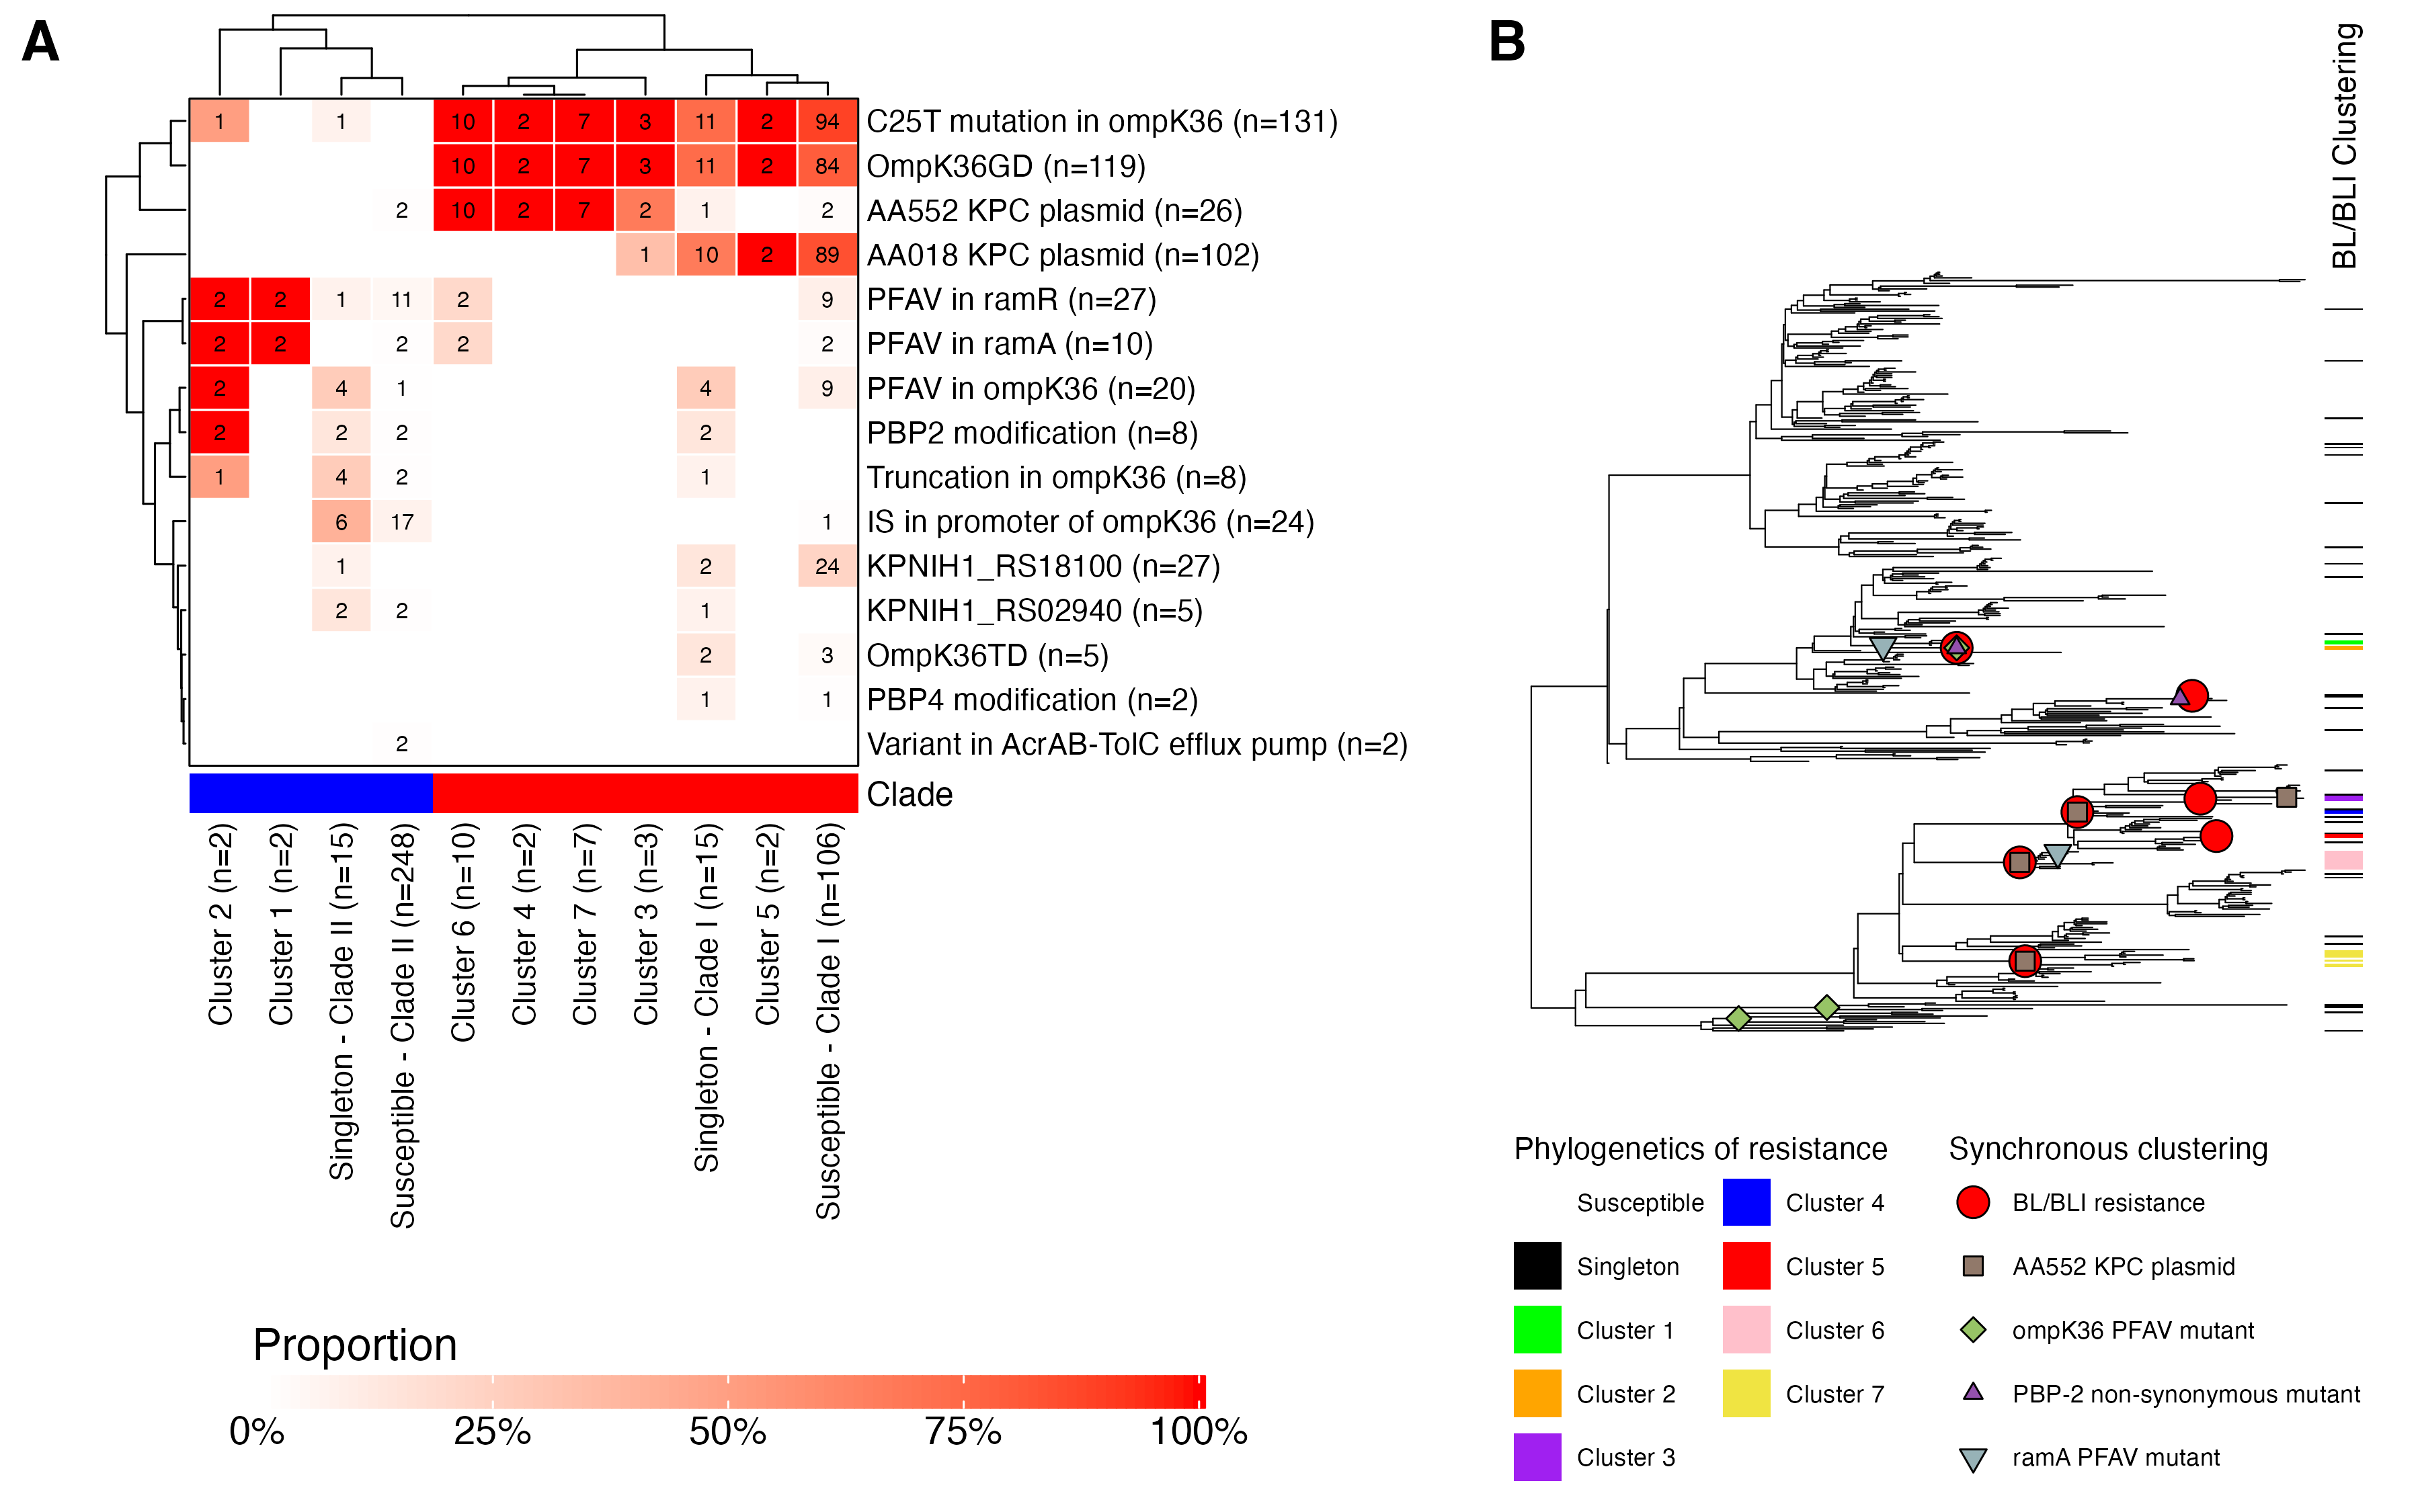 A
1 1 10 2 7 3 11 2 94 C25T mutation in ompK36 (n=131)
10 2 7 3 11 2 84 OmpK36GD (n=119)
2 10 2 7 2 1 2 AA552 KPC plasmid (n=26)
1 10 2 89 AA018 KPC plasmid (n=102)
2 2 1 11 2 9 PFAV in ramR (n=27)
2 2 2 2 2 PFAV in ramA (n=10)
2 4 1 4 9 PFAV in ompK36 (n=20)
2 2 2 2 PBP2 modification (n=8)
1 4 2 1 Truncation in ompK36 (n=8)
6 17 1 IS in promoter of ompK36 (n=24)
1 2 24 KPNIH1_RS18100 (n=27)
2 2 1 KPNIH1_RS02940 (n=5)
2 3 OmpK36TD (n=5)
1 1 PBP4 modification (n=2)
2 Variant in AcrAB-TolC efflux pump (n=2)
Clade
Cluster 2 (n=2)
Cluster 1 (n=2)
Singleton - Clade II (n=15)
Susceptible - Clade II (n=248)
Cluster 6 (n=10)
Cluster 4 (n=2)
Cluster 7 (n=7)
Cluster 3 (n=3)
Singleton - Clade I (n=15)
Cluster 5 (n=2)
Susceptible - Clade I (n=106)
Proportion
0% 25% 50% 75% 100%
B
BL/BLI Clustering
Phylogenetics of resistance
Susceptible
Singleton
Cluster 1
Cluster 2
Cluster 3
Cluster 4
Cluster 5
Cluster 6
Cluster 7
Synchronous clustering
BL/BLI resistance
AA552 KPC plasmid
ompK36 PFAV mutant
PBP-2 non-synonymous mutant
ramA PFAV mutant